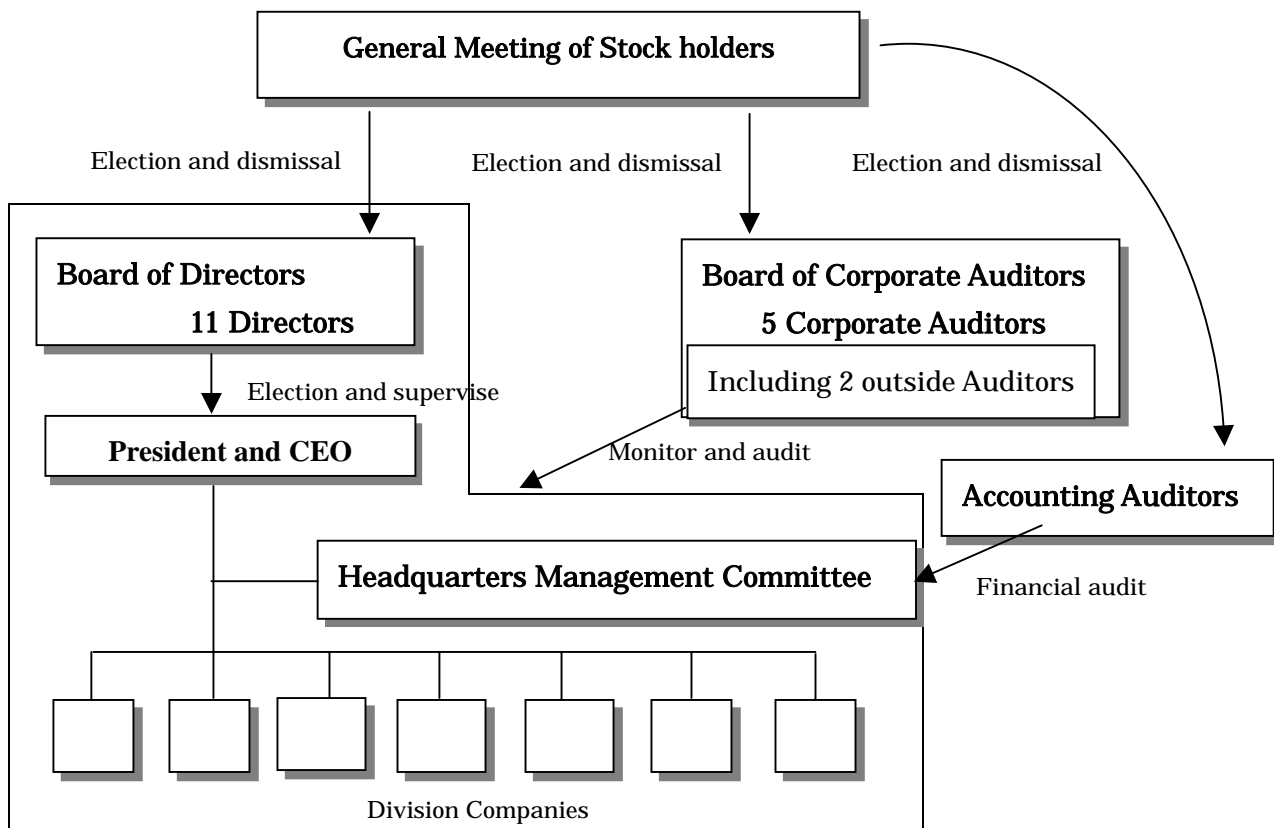 General Meeting of Stock holders
Election and dismissal
Election and dismissal
Election and dismissal
Board of Directors
11 Directors
Board of Corporate Auditors
5 Corporate Auditors
Including 2 outside Auditors
Election and supervise
President and CEO
Monitor and audit
Accounting Auditors
Headquarters Management Committee
Financial audit
Division Companies